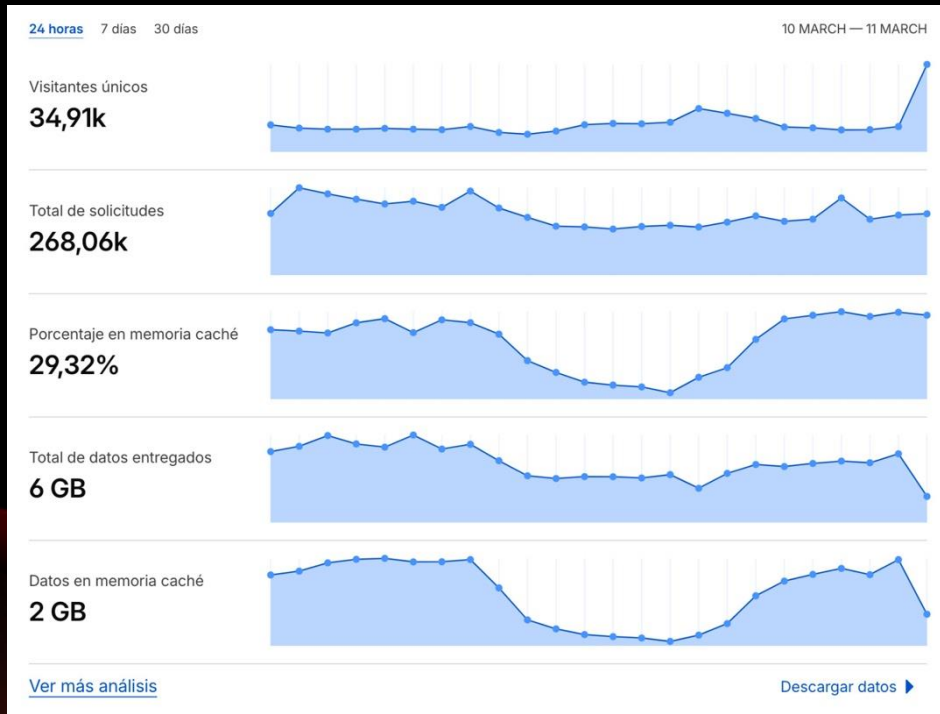 24 horas 7 días 30 días 10 MARCH — 11 MARCH
Visitantes únicos
34,91k
Total de solicitudes
268,06k
Porcentaje en memoria caché
29,32%
Total de datos entregados
6 GB
Datos en memoria caché
2 GB
Ver más análisis Descargar datos